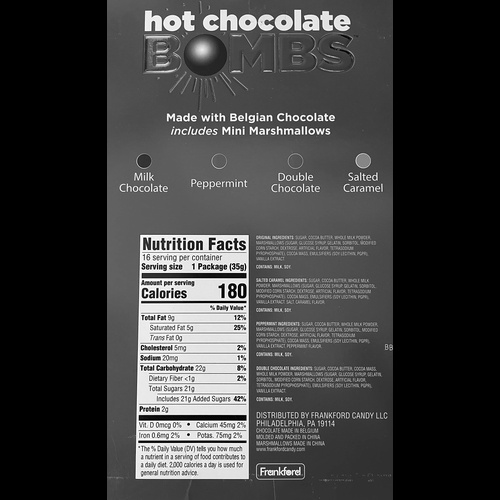 hot chocolate
BOMBS
Made with Belgian Chocolate
includes Mini Marshmallows
Milk Chocolate
Peppermint
Double Chocolate
Salted Caramel
Nutrition Facts
16 serving per container
Serving size 1 Package (35g)
Amount per serving
Calories 180
% Daily Value*
Total Fat 9g 12%
Saturated Fat 5g 25%
Trans Fat 0g
Cholesterol 5mg 2%
Sodium 20mg 1%
Total Carbohydrate 22g 8%
Dietary Fiber <1g 2%
Total Sugars 21g
Includes 21g Added Sugars 42%
Protein 2g
Vit. D 0mcg 0% • Calcium 45mg 2%
Iron 0.6mg 2% • Potas. 75mg 2%
*The % Daily Value (DV) tells you how much
a nutrient in a serving of food contributes to
a daily diet. 2,000 calories a day is used for
general nutrition advice.
ORIGINAL INGREDIENTS: SUGAR, COCOA BUTTER, WHOLE MILK POWDER,
MARSHMALLOWS (SUGAR, GLUCOSE SYRUP, GELATIN, SORBITOL, MODIFIED
CORN STARCH, DEXTROSE, ARTIFICIAL FLAVOR, TETRASODIUM
PYROPHOSPHATE), COCOA MASS, EMULSIFIERS (SOY LECITHIN, PGPR),
VANILLA EXTRACT.
CONTAINS: MILK, SOY.
SALTED CARAMEL INGREDIENTS: SUGAR, COCOA BUTTER, WHOLE MILK
POWDER, MARSHMALLOWS (SUGAR, GLUCOSE SYRUP, GELATIN, SORBITOL,
MODIFIED CORN STARCH, DEXTROSE, ARTIFICIAL FLAVOR, TETRASODIUM
PYROPHOSPHATE), COCOA MASS, EMULSIFIERS (SOY LECITHIN, PGPR),
VANILLA EXTRACT, SALT, CARAMEL FLAVOR.
CONTAINS: MILK, SOY.
PEPPERMINT INGREDIENTS: SUGAR, COCOA BUTTER, WHOLE MILK POWDER,
MARSHMALLOWS (SUGAR, GLUCOSE SYRUP, GELATIN, SORBITOL, MODIFIED
CORN STARCH, DEXTROSE, ARTIFICIAL FLAVOR, TETRASODIUM
PYROPHOSPHATE), COCOA MASS, EMULSIFIERS (SOY LECITHIN, PGPR),
VANILLA EXTRACT, PEPPERMINT FLAVOR.
CONTAINS: MILK, SOY.
DOUBLE CHOCOLATE INGREDIENTS: SUGAR, COCOA BUTTER, COCOA MASS,
WHOLE MILK POWDER, MARSHMALLOWS (SUGAR, GLUCOSE SYRUP, GELATIN,
SORBITOL, MODIFIED CORN STARCH, DEXTROSE, ARTIFICIAL FLAVOR,
TETRASODIUM PYROPHOSPHATE), EMULSIFIERS (SOY LECITHIN, PGPR),
VANILLA EXTRACT.
CONTAINS: MILK, SOY.
DISTRIBUTED BY FRANKFORD CANDY LLC
PHILADELPHIA, PA 19114
CHOCOLATE MADE IN BELGIUM
MOLDED AND PACKED IN CHINA
MARSHMALLOWS MADE IN CHINA
www.frankfordcandy.com
Frankford